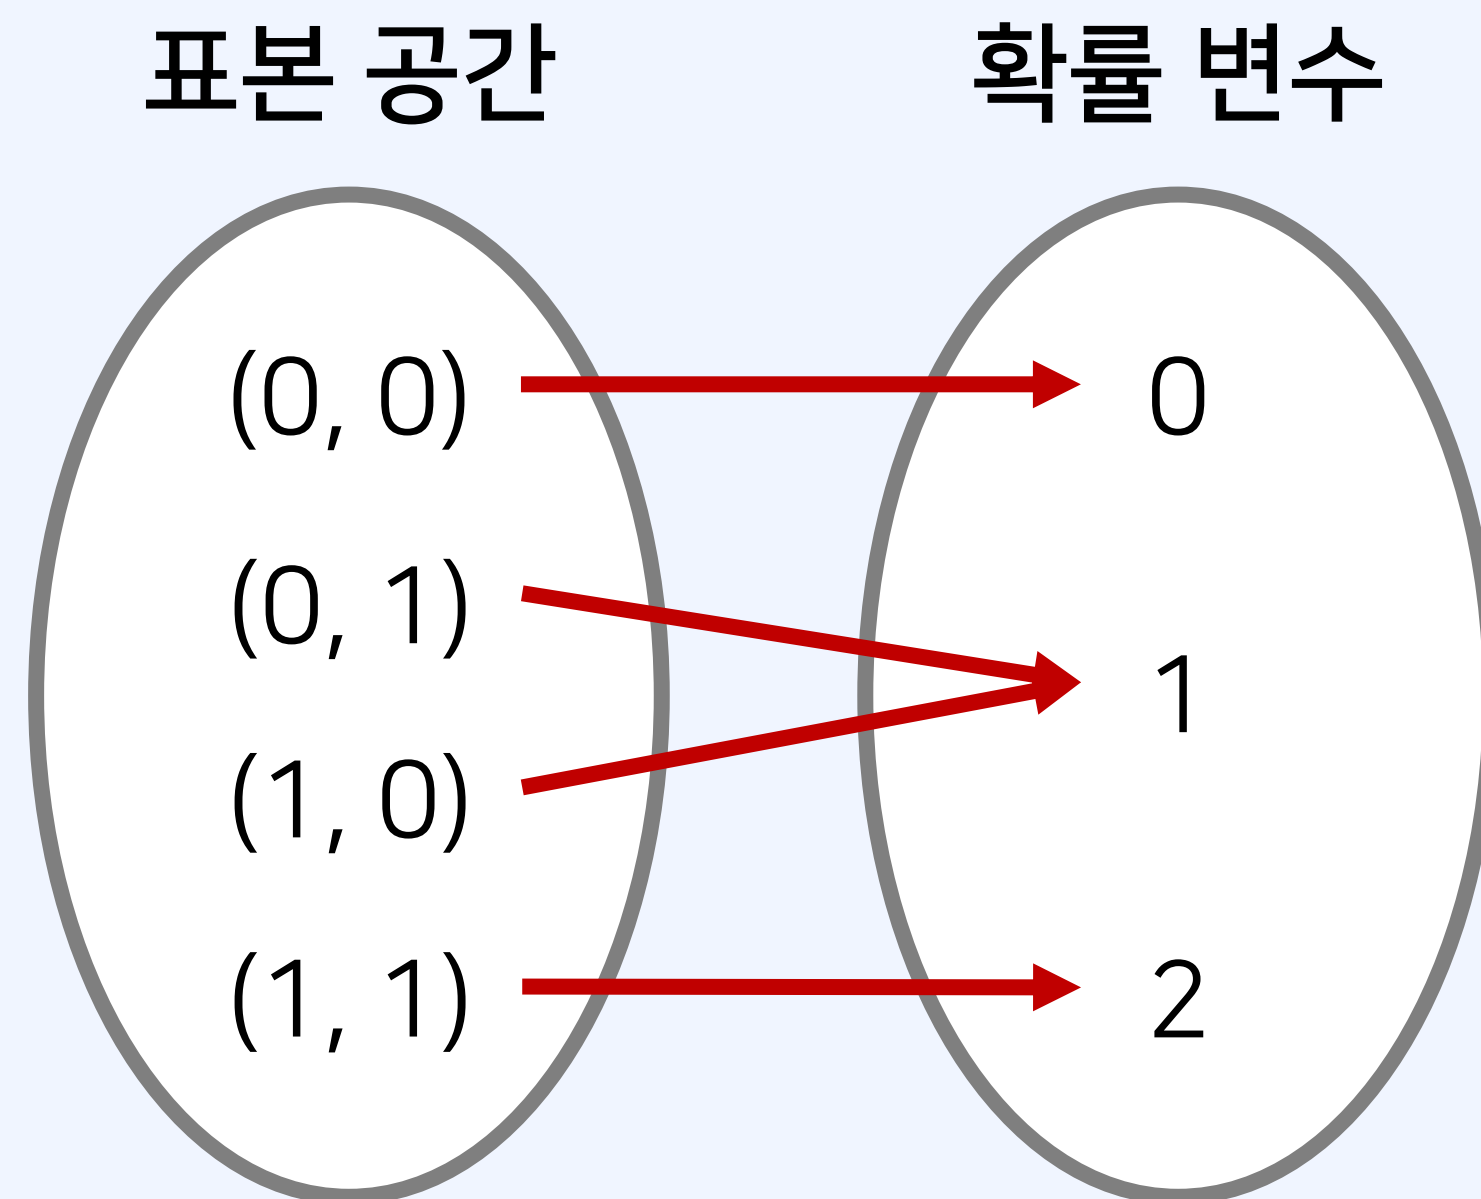 표본 공간 확률 변수
(0, 0) 0
(0, 1)
1
(1, 0)
(1, 1) 2